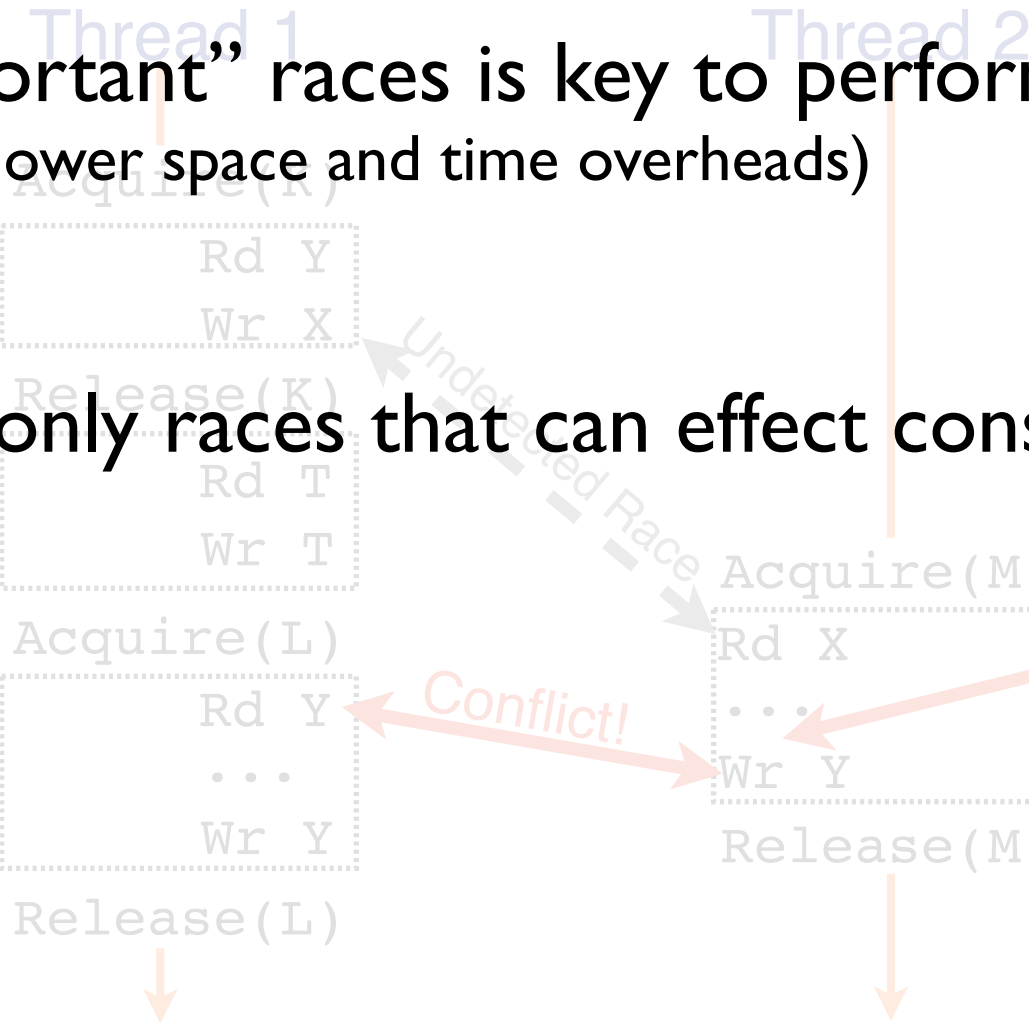 Thread 1 Thread 2
ortant” races is key to perfor
ower space and time overheads)
Acquire(K)
Rd Y
Wr X
Undetected Race
Release(K)
only races that can effect cons
Rd T
Wr T
Acquire(M
Acquire(L)
Rd X
Rd Y
Conflict!
...
...
Wr Y
Wr Y
Release(M
Release(L)